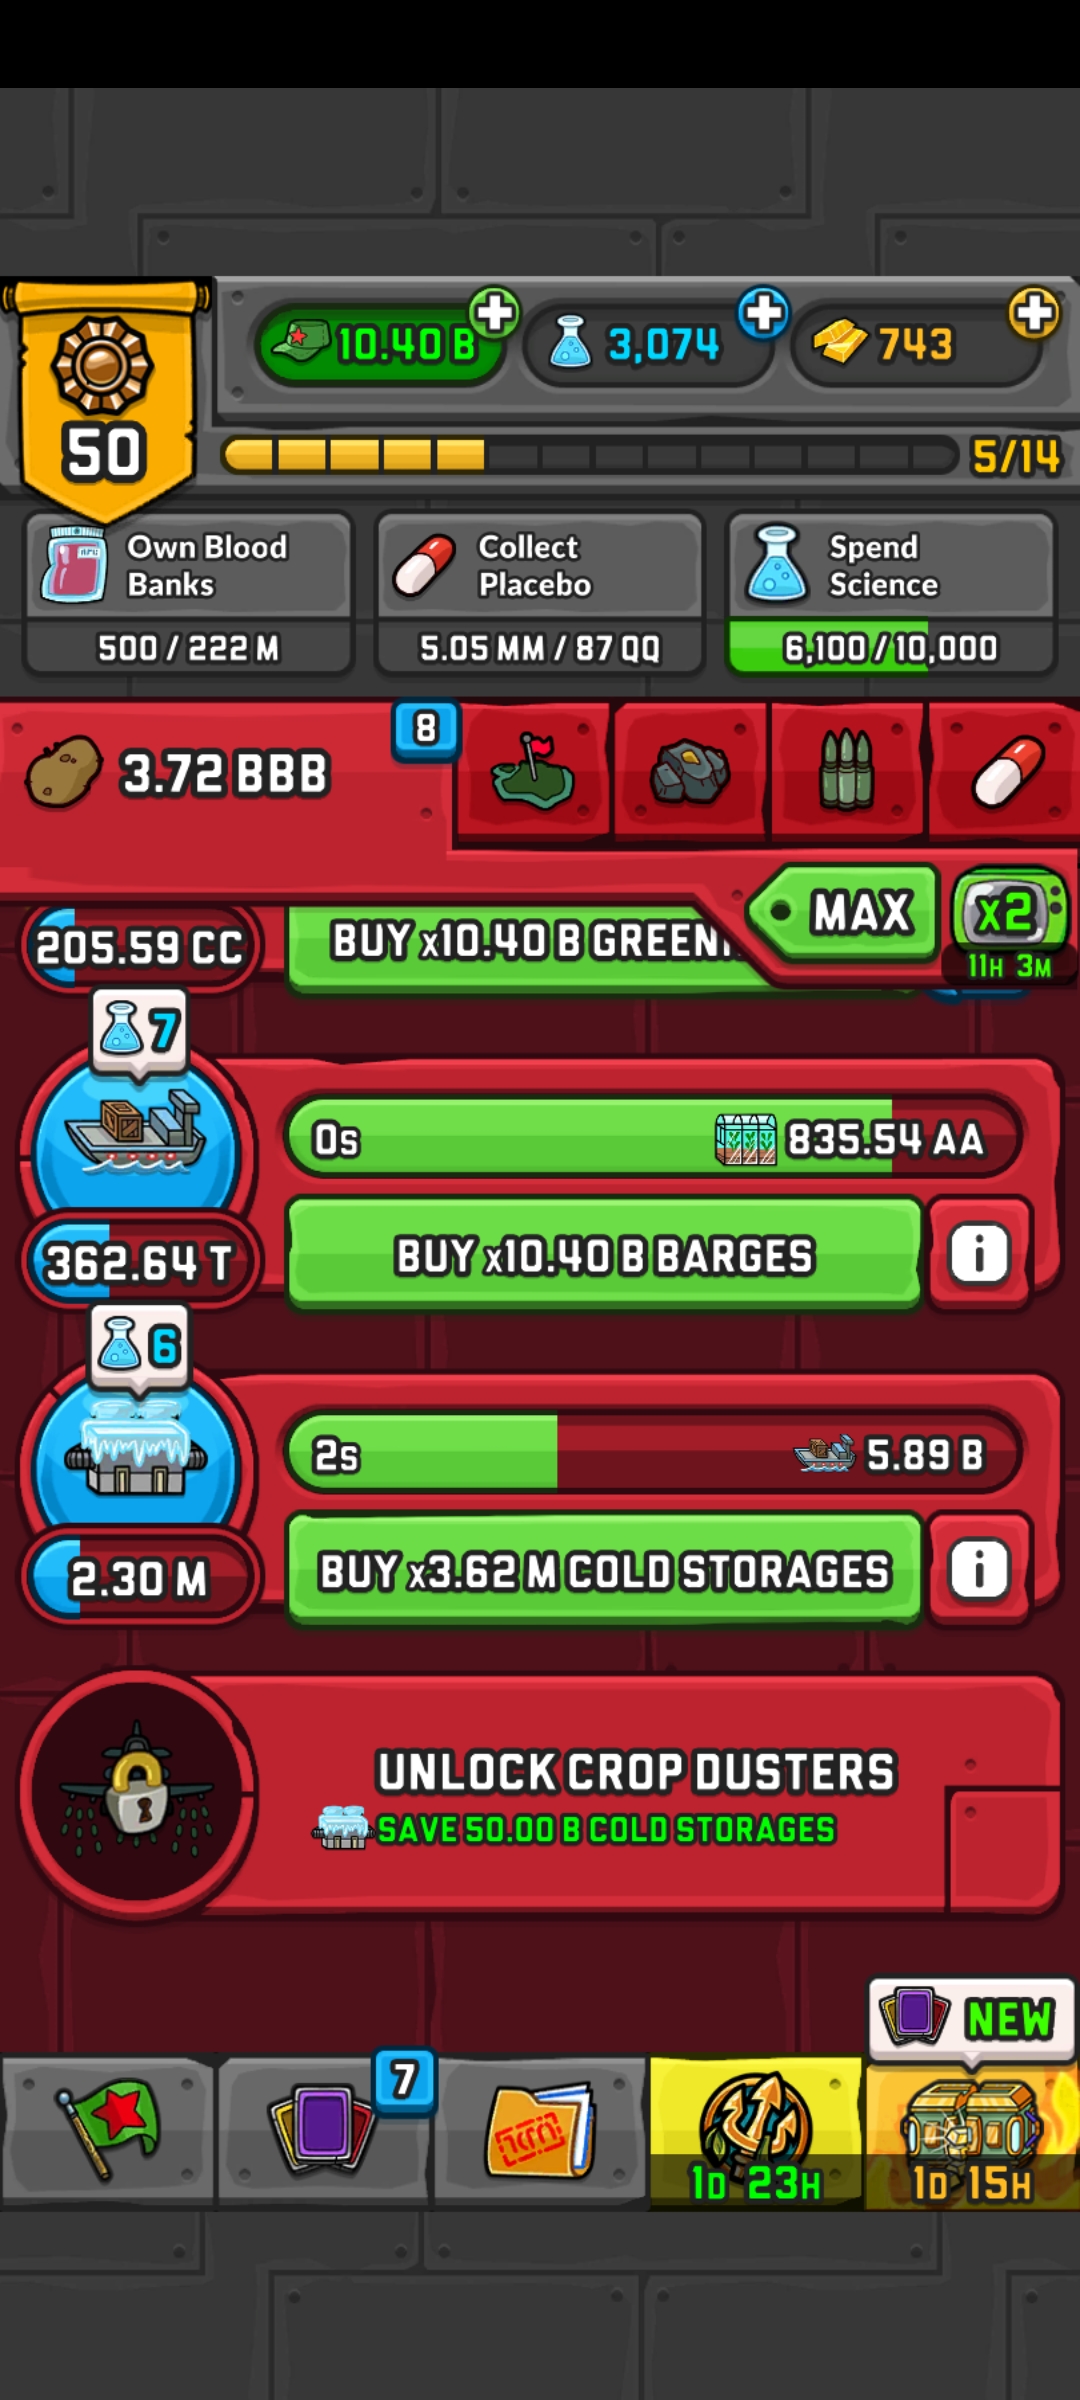 10.40 B
3,074
743
50
5/14
Own Blood
Banks
500 / 222 M
Collect
Placebo
5.05 MM / 87 QQ
Spend
Science
6,100 / 10,000
3.72 BBB
8
MAX
x2
11H 3M
205.59 CC
BUY x10.40 B GREEN
7
0s
835.54 AA
362.64 T
BUY x10.40 B BARGES
i
6
2s
5.89 B
2.30 M
BUY x3.62 M COLD STORAGES
i
UNLOCK CROP DUSTERS
SAVE 50.00 B COLD STORAGES
NEW
7
1D 23H
1D 15H